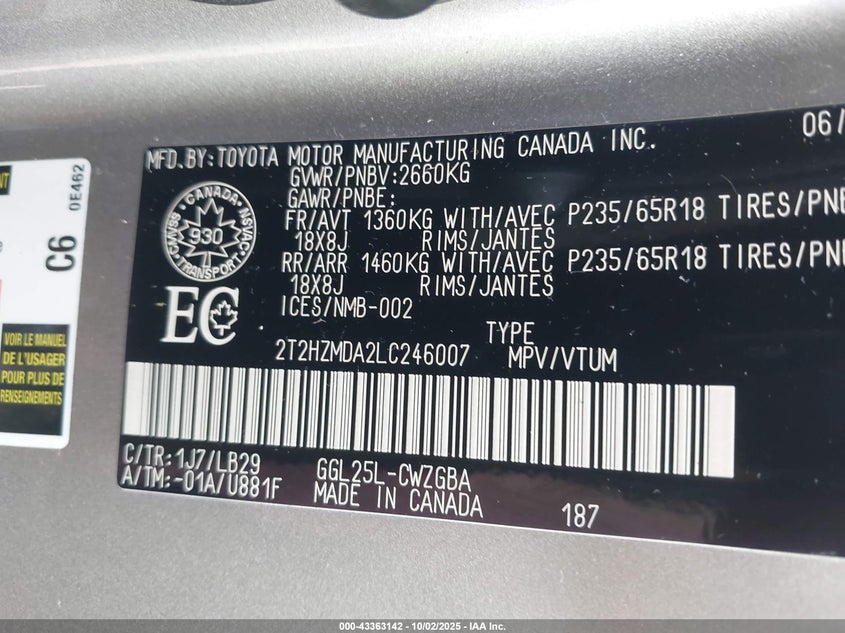 NT
e
C6
0E462
VOIR LE MANUEL
DE L'USAGER
POUR PLUS DE
RENSEIGNEMENTS
06/
MFD.BY:TOYOTA MOTOR MANUFACTURING CANADA INC.
GVWR/PNBV:2660KG
GAWR/PNBE:
FR/AVT 1360KG WITH/AVEC P235/65R18 TIRES/PNE
18X8J RIMS/JANTES
RR/ARR 1460KG WITH/AVEC P235/65R18 TIRES/PNE
18X8J RIMS/JANTES
ICES/NMB-002
CANADA
CMVSS
930
NSVAC
TRANSPORT
EC
TYPE
2T2HZMDA2LC246007 MPV/VTUM
C/TR:1J7/LB29 GGL25L-CWZGBA
A/TM:-01A/U881F MADE IN CANADA 187
000-43363142 - 10/02/2025 - IAA Inc.